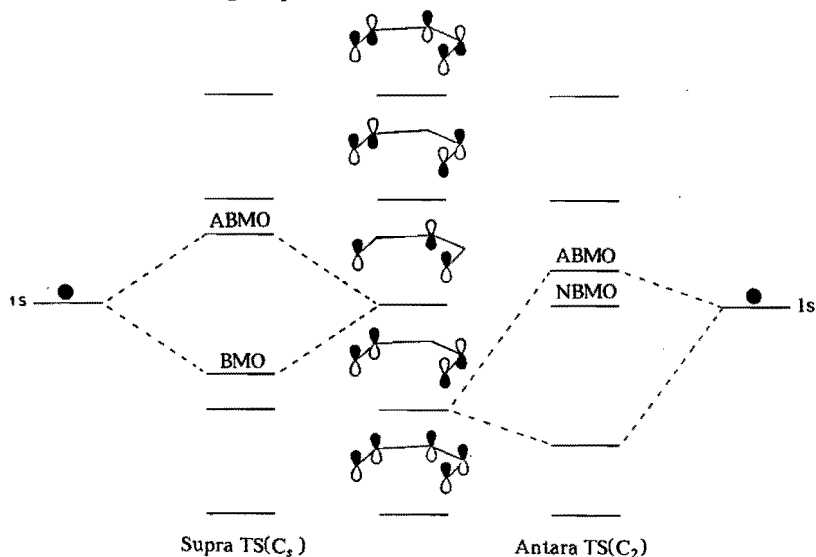 ABMO
1s
BMO
ABMO
NBMO
1s
Supra TS(Cs)
Antara TS(C2)